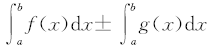 ∫_a^b f(x)dx ± ∫_a^b g(x)dx